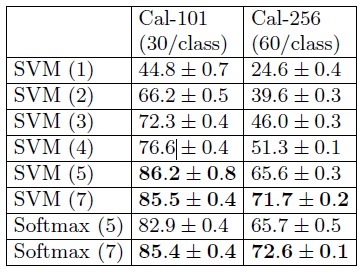 Cal-101 Cal-256
(30/class) (60/class)
SVM (1) 44.8 ± 0.7 24.6 ± 0.4
SVM (2) 66.2 ± 0.5 39.6 ± 0.3
SVM (3) 72.3 ± 0.4 46.0 ± 0.3
SVM (4) 76.6 ± 0.4 51.3 ± 0.1
SVM (5) 86.2 ± 0.8 65.6 ± 0.3
SVM (7) 85.5 ± 0.4 71.7 ± 0.2
Softmax (5) 82.9 ± 0.4 65.7 ± 0.5
Softmax (7) 85.4 ± 0.4 72.6 ± 0.1